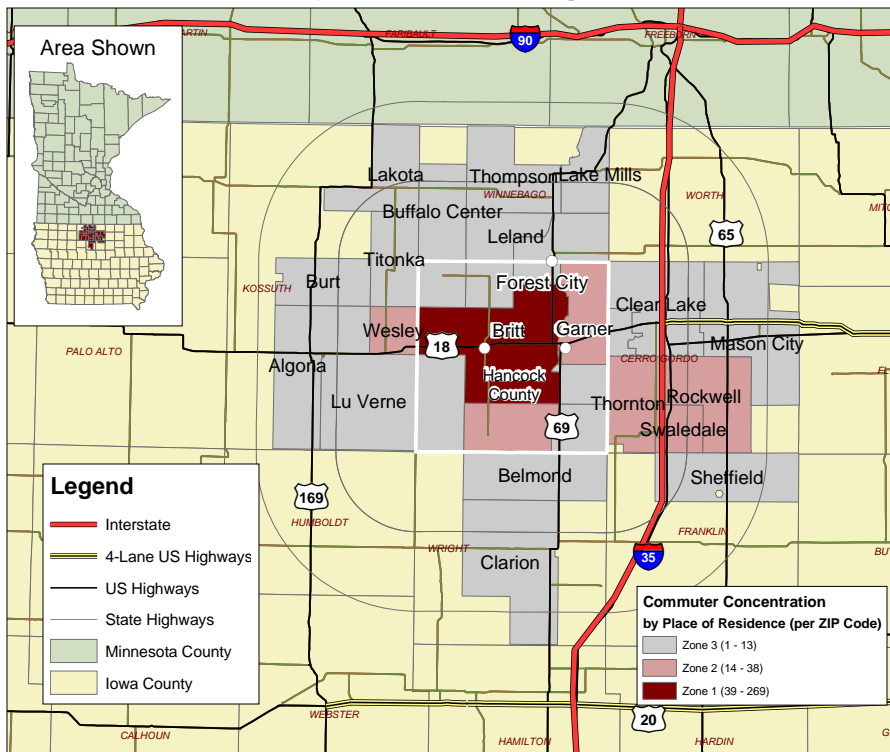 Area Shown
ARTIN
FARIBAULT
FREEBORN
90
Lakota
Thompson
Lake Mills
WINNEBAGO
WORTH
MITC
Buffalo Center
Leland
65
Titonka
KOSSUTH
Burt
Forest City
Clear Lake
Wesley
Britt
Garner
18
PALO ALTO
Algona
CERRO GORDO
Mason City
FL
Hancock
County
Lu Verne
Thornton
Rockwell
69
Swaledale
Belmond
Sheffield
169
HUMBOLDT
WRIGHT
FRANKLIN
BU
35
Clarion
Legend
Interstate
4-Lane US Highways
US Highways
State Highways
Minnesota County
Iowa County
Commuter Concentration
by Place of Residence (per ZIP Code)
Zone 3 (1 - 13)
Zone 2 (14 - 38)
Zone 1 (39 - 269)
WEBSTER
20
CALHOUN
HAMILTON
HARDIN
G